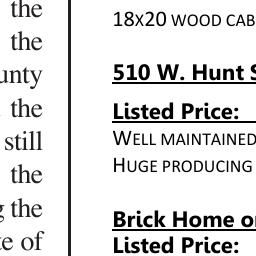 the
the
unty
the
still
the
the
e of
18X20 WOOD CAB
510 W. Hunt S
Listed Price:
WELL MAINTAINED
HUGE PRODUCING
Brick Home o
Listed Price: